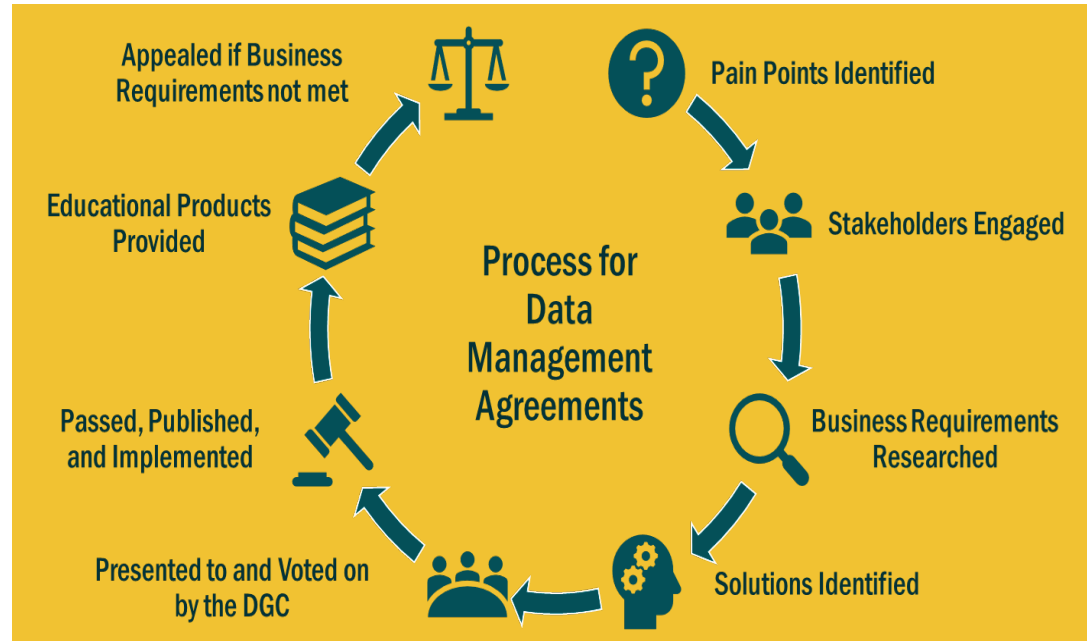 Process for
Data
Management
Agreements
Pain Points Identified
Stakeholders Engaged
Business Requirements
Researched
Solutions Identified
Presented to and Voted on
by the DGC
Passed, Published,
and Implemented
Educational Products
Provided
Appealed if Business
Requirements not met